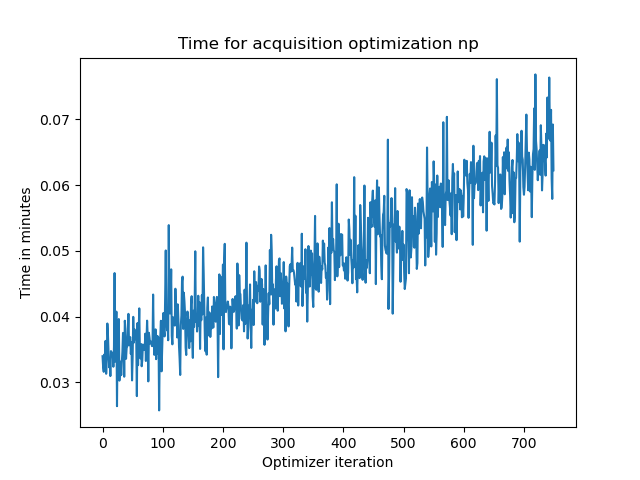 Time for acquisition optimization np
Time in minutes
0.07
0.06
0.05
0.04
0.03
0 100 200 300 400 500 600 700
Optimizer iteration